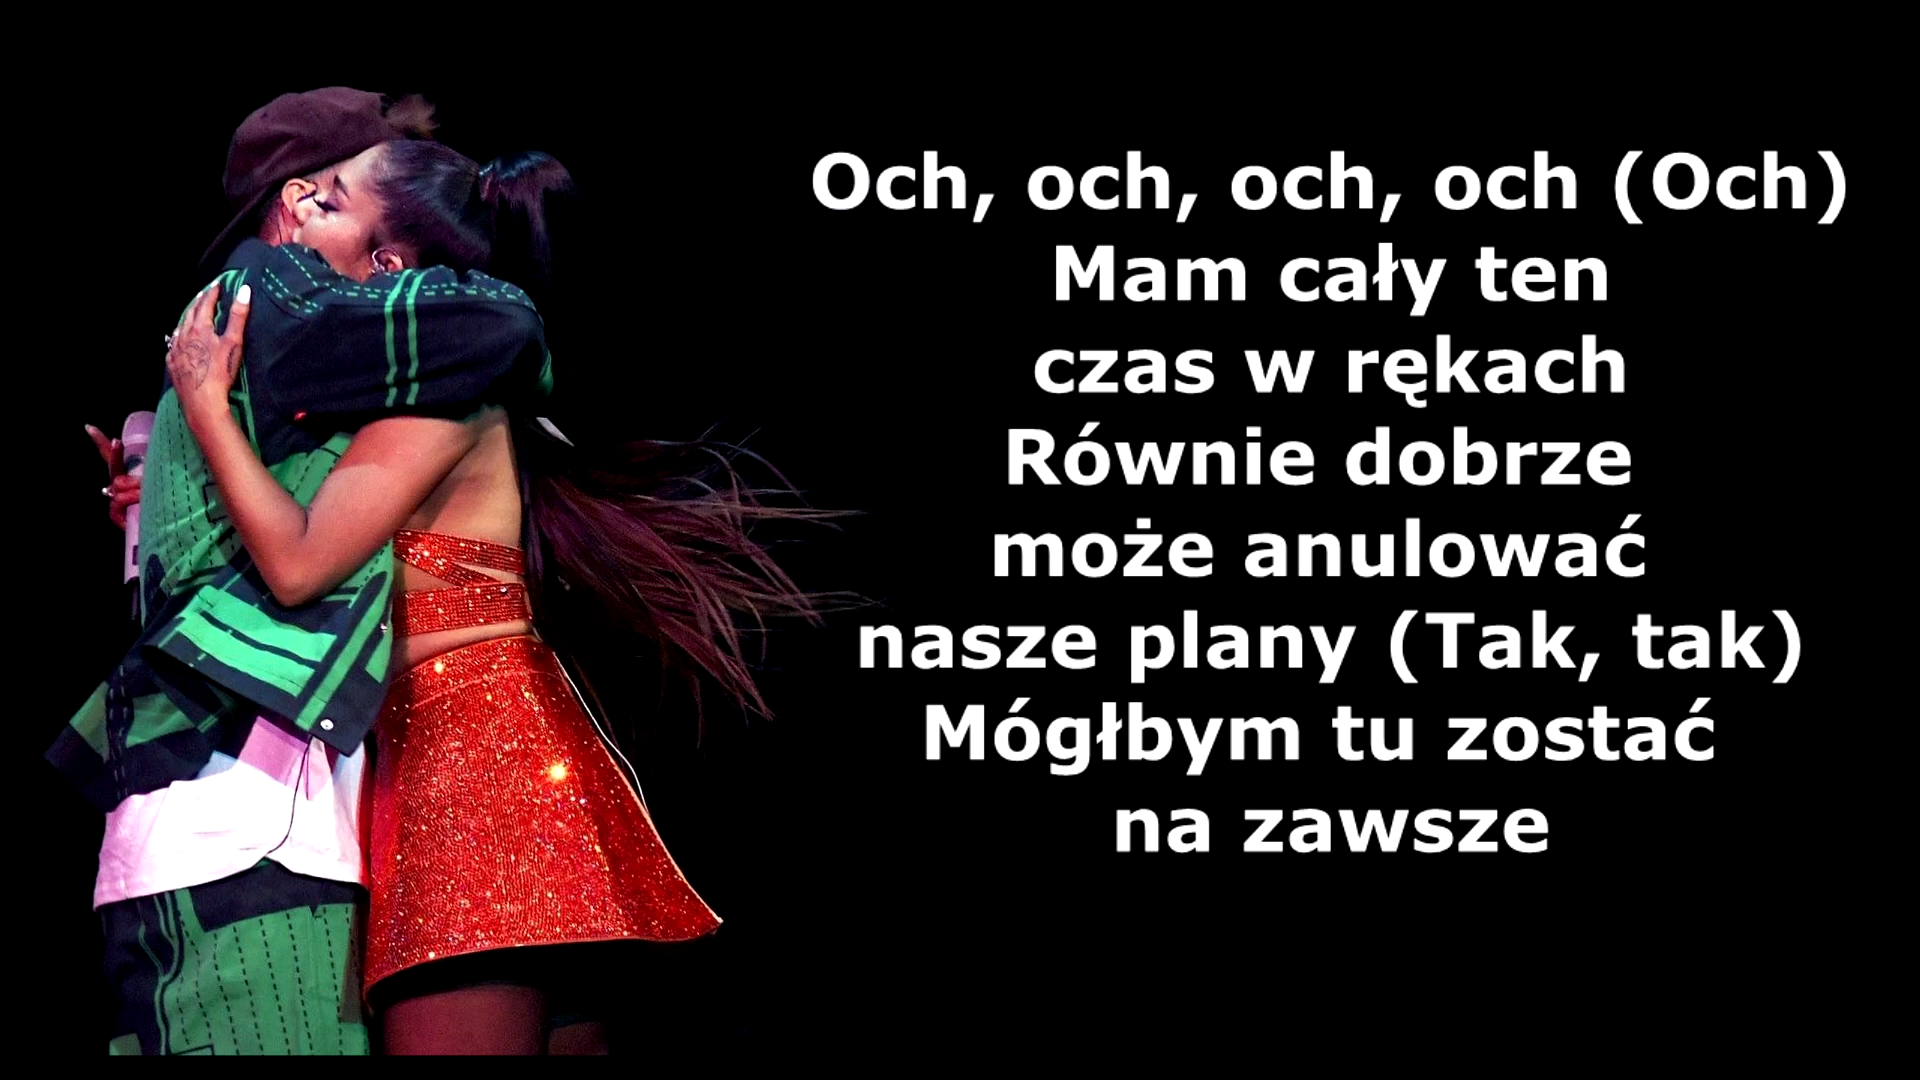 Och, och, och, och (Och)
Mam cały ten
czas w rękach
Równie dobrze
może anulować
nasze plany (Tak, tak)
Mógłbym tu zostać
na zawsze